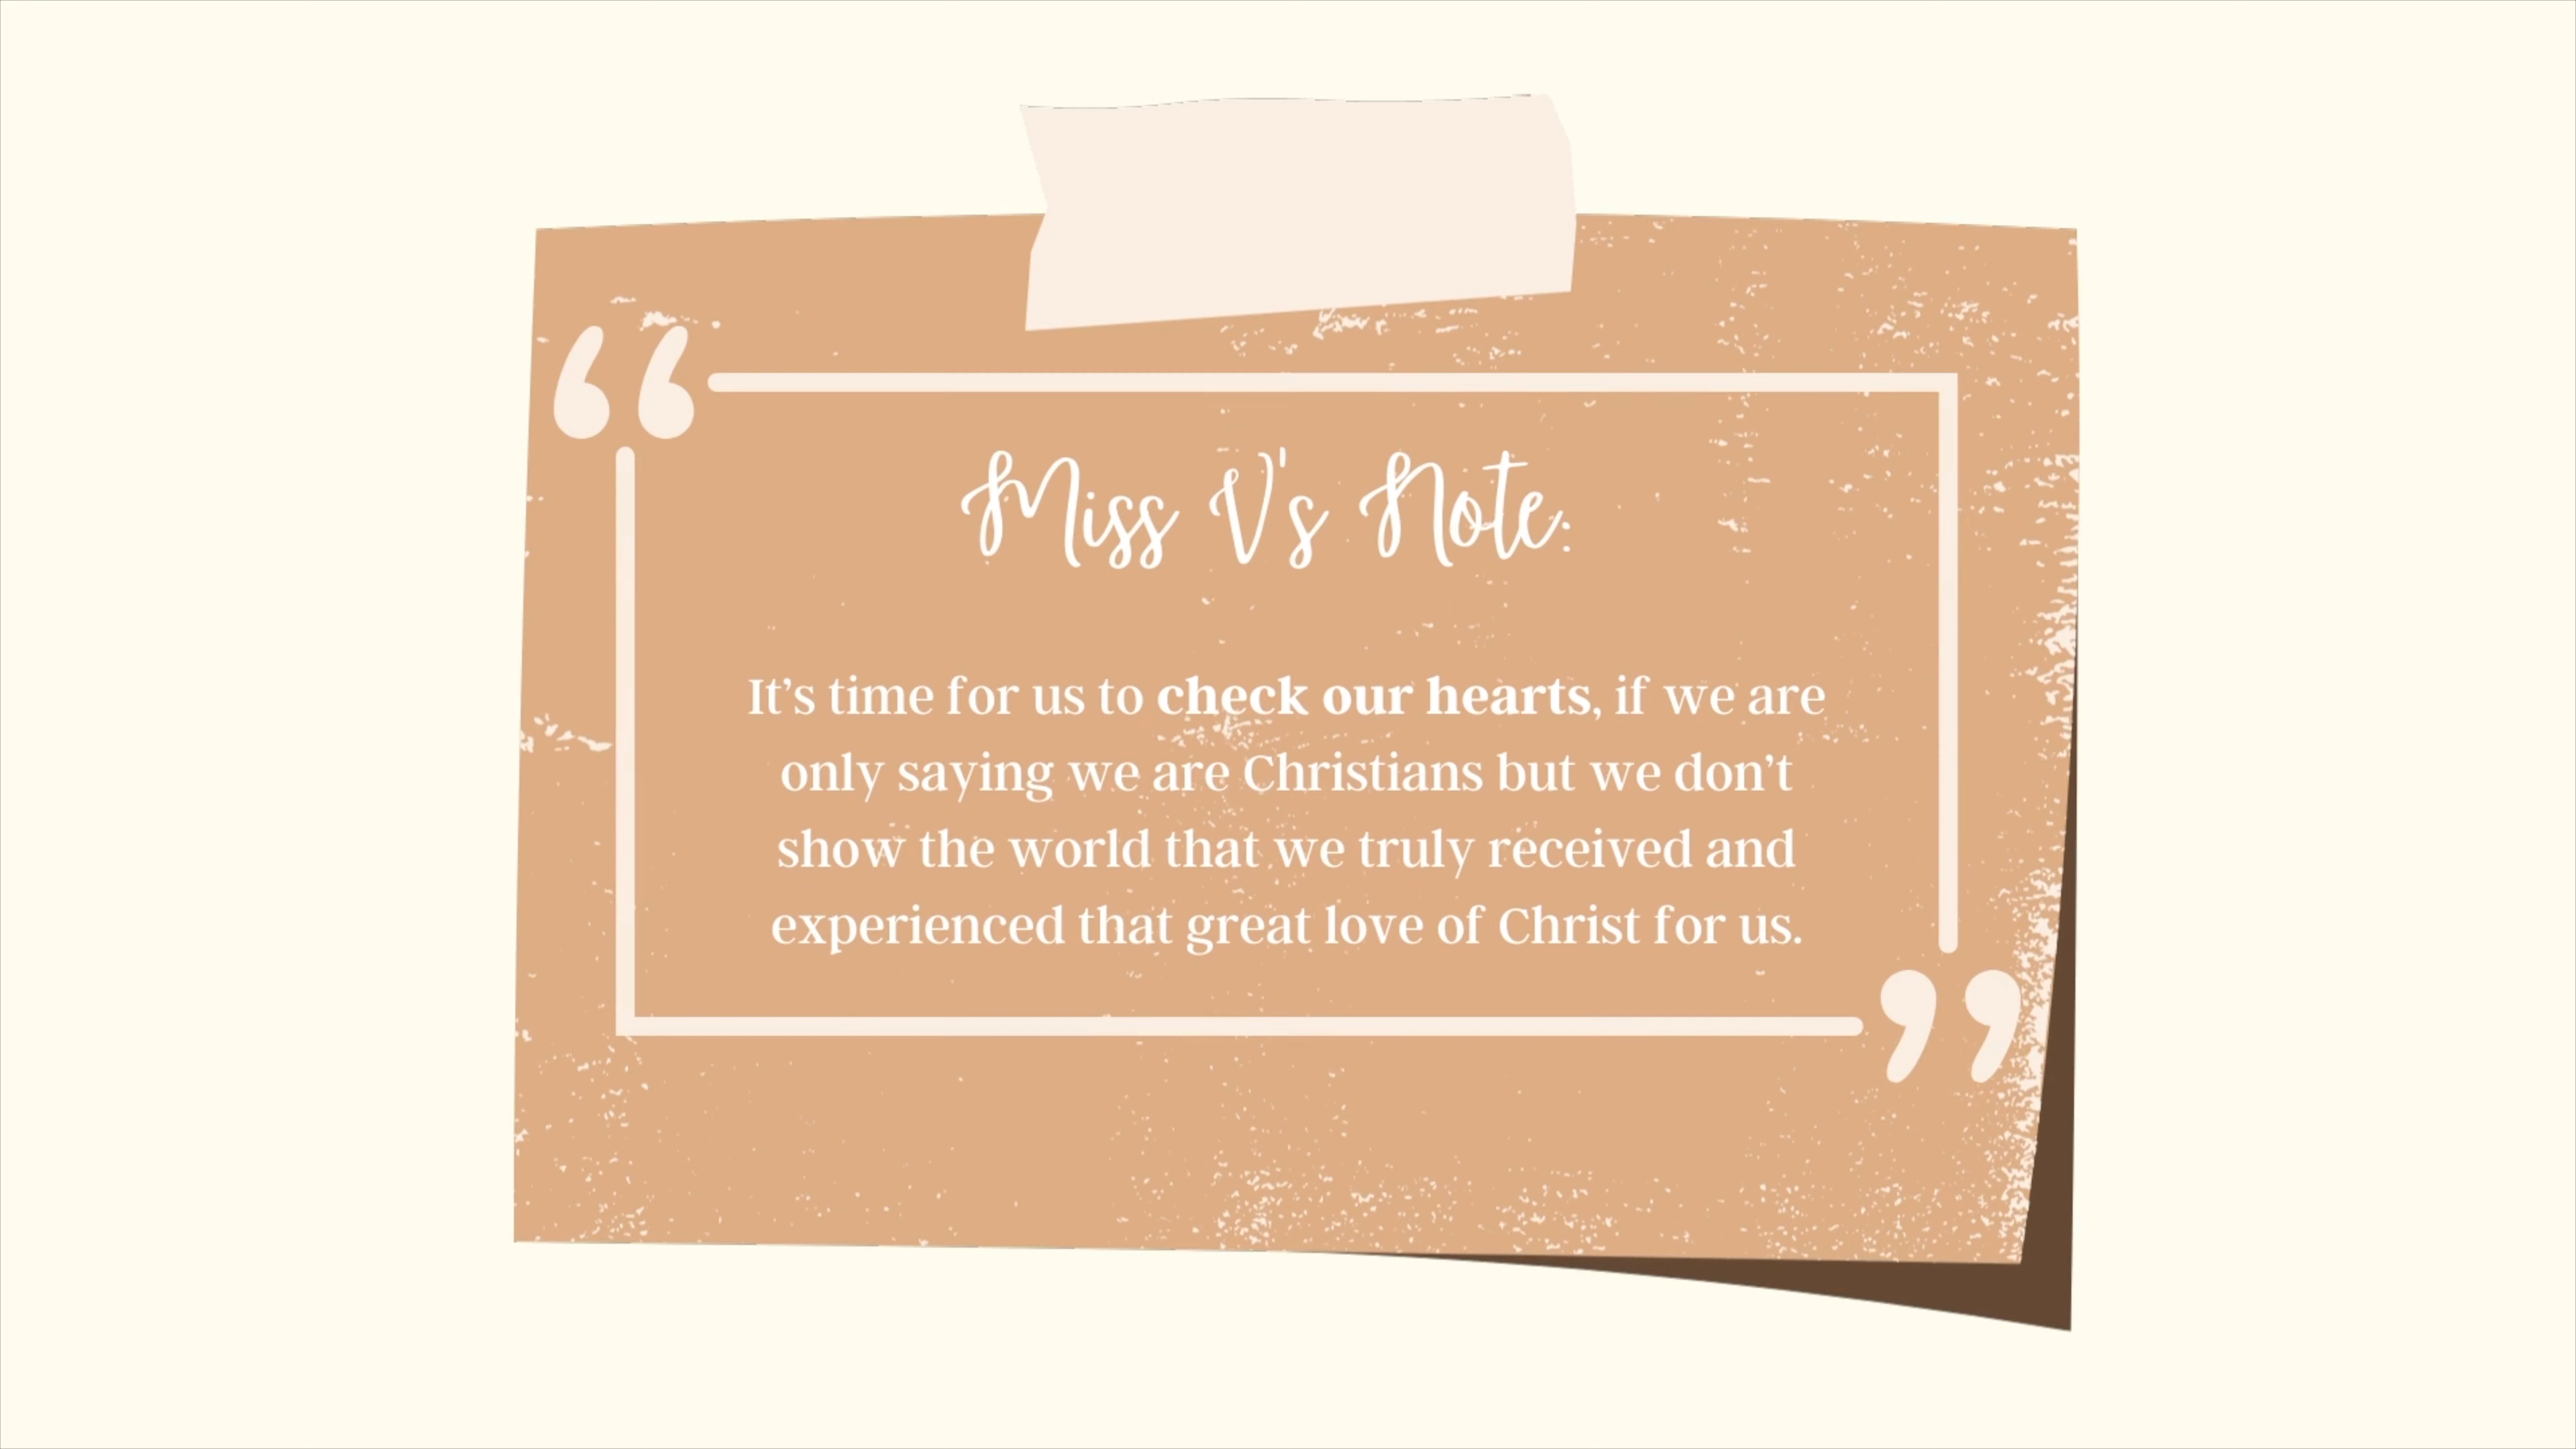 Miss V's Note:
It’s time for us to check our hearts, if we are
only saying we are Christians but we don’t
show the world that we truly received and
experienced that great love of Christ for us.